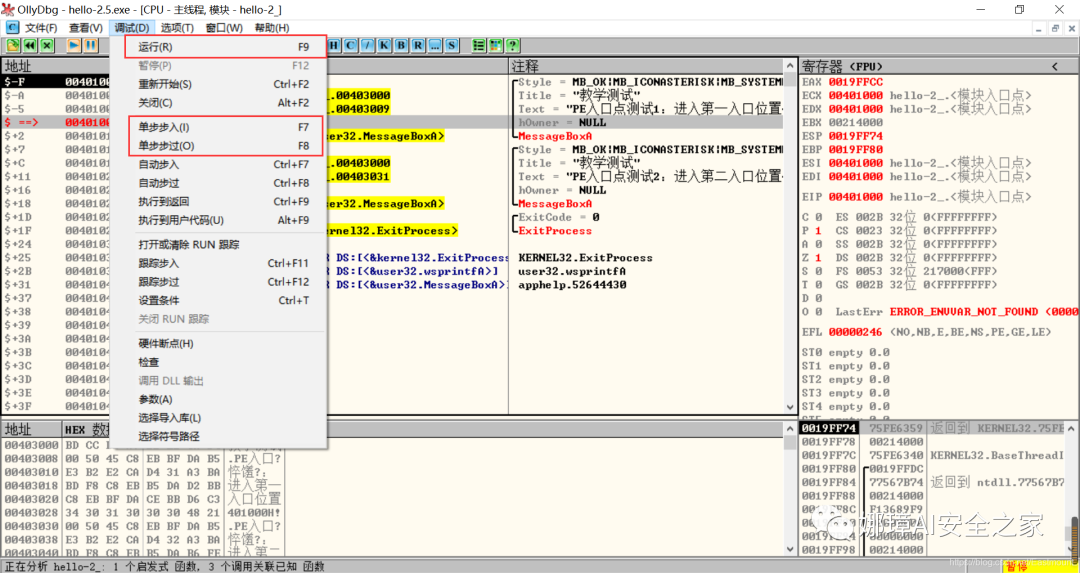 OllyDbg - hello-2.5.exe - [CPU - 主线程, 模块 - hello-2_]
文件(F) 查看(V) 调试(D) 选项(T) 窗口(W) 帮助(H)
H C / K B R ... S ?
运行(R) F9
暂停(P) F12
重新开始(S) Ctrl+F2
关闭(C) Alt+F2
单步步入(I) F7
单步步过(O) F8
自动步入 Ctrl+F7
自动步过 Ctrl+F8
执行到返回 Ctrl+F9
执行到用户代码(U) Alt+F9
打开或清除 RUN 跟踪
跟踪步入 Ctrl+F11
跟踪步过 Ctrl+F12
设置条件 Ctrl+T
关闭 RUN 跟踪
硬件断点(H)
检查
调用 DLL 输出
参数(A)
选择导入库(L)
选择符号路径
地址
$-F 0040100
$-A 0040100
$-5 0040100
$ ==> 0040100
$+2 0040100
$+7 0040100
$+C 0040100
$+11 0040101
$+16 0040101
$+18 0040101
$+1D 0040101
$+1F 0040101
$+24 0040102
$+25 0040102
$+2B 0040102
$+31 0040103
$+37 0040103
$+38 0040103
$+39 0040103
$+3A 0040104
$+3B 0040104
$+3C 0040104
$+3D 0040104
$+3E 0040104
$+3F 0040104
.00403000
.00403009
ser32.MessageBoxA>
.00403000
.00403031
ser32.MessageBoxA>
ernel32.ExitProcess>
R DS:[<&kernel32.ExitProcess
R DS:[<&user32.wsprintfA>]
R DS:[<&user32.MessageBoxA>]
注释
Style = MB_OK|MB_ICONASTERISK|MB_SYSTEM
Title = "教学测试"
Text = "PE入口点测试1：进入第一入口位置
hOwner = NULL
MessageBoxA
Style = MB_OK|MB_ICONASTERISK|MB_SYSTEM
Title = "教学测试"
Text = "PE入口点测试2：进入第二入口位置
hOwner = NULL
MessageBoxA
ExitCode = 0
ExitProcess
KERNEL32.ExitProcess
user32.wsprintfA
apphelp.52644430
寄存器 (FPU) <
EAX 0019FFCC
ECX 00401000 hello-2_.<模块入口点>
EDX 00401000 hello-2_.<模块入口点>
EBX 00214000
ESP 0019FF74
EBP 0019FF80
ESI 00401000 hello-2_.<模块入口点>
EDI 00401000 hello-2_.<模块入口点>
EIP 00401000 hello-2_.<模块入口点>
C 0 ES 002B 32位 0(FFFFFFFF)
P 1 CS 0023 32位 0(FFFFFFFF)
A 0 SS 002B 32位 0(FFFFFFFF)
Z 1 DS 002B 32位 0(FFFFFFFF)
S 0 FS 0053 32位 217000(FFF)
T 0 GS 002B 32位 0(FFFFFFFF)
D 0
O 0 LastErr ERROR_ENVVAR_NOT_FOUND (0000
EFL 00000246 (NO,NB,E,BE,NS,PE,GE,LE)
ST0 empty 0.0
ST1 empty 0.0
ST2 empty 0.0
ST3 empty 0.0
ST4 empty 0.0
地址 HEX 数据
00403000 BD CC
00403008 00 50 45 C8 EB BF DA B5 .PE入口?
00403010 E3 B2 E2 CA D4 31 A3 BA
00403018 BD F8 C8 EB B5 DA D2 BB 进入第一
00403020 C8 EB BF DA CE BB D6 C3 入口位置
00403028 34 30 31 30 30 30 48 21 401000H!
00403030 00 50 45 C8 EB BF DA B5 .PE入口?
00403038 E3 B2 E2 CA D4 32 A3 BA
00403040 BD F8 C8 EB B5 DA B6 FE 进入第二
0019FF74 75FE6359 返回到 KERNEL32.75FE
0019FF78 00214000
0019FF7C 75FE6340 KERNEL32.BaseThreadI
0019FF80 0019FFDC
0019FF84 77567B74 返回到 ntdll.77567B7
0019FF88 00214000
F13689F9
0019FF98 00214000
娜璋AI安全之家
正在分析 hello-2_: 1 个启发式 函数, 3 个调用关联已知 函数
暂停